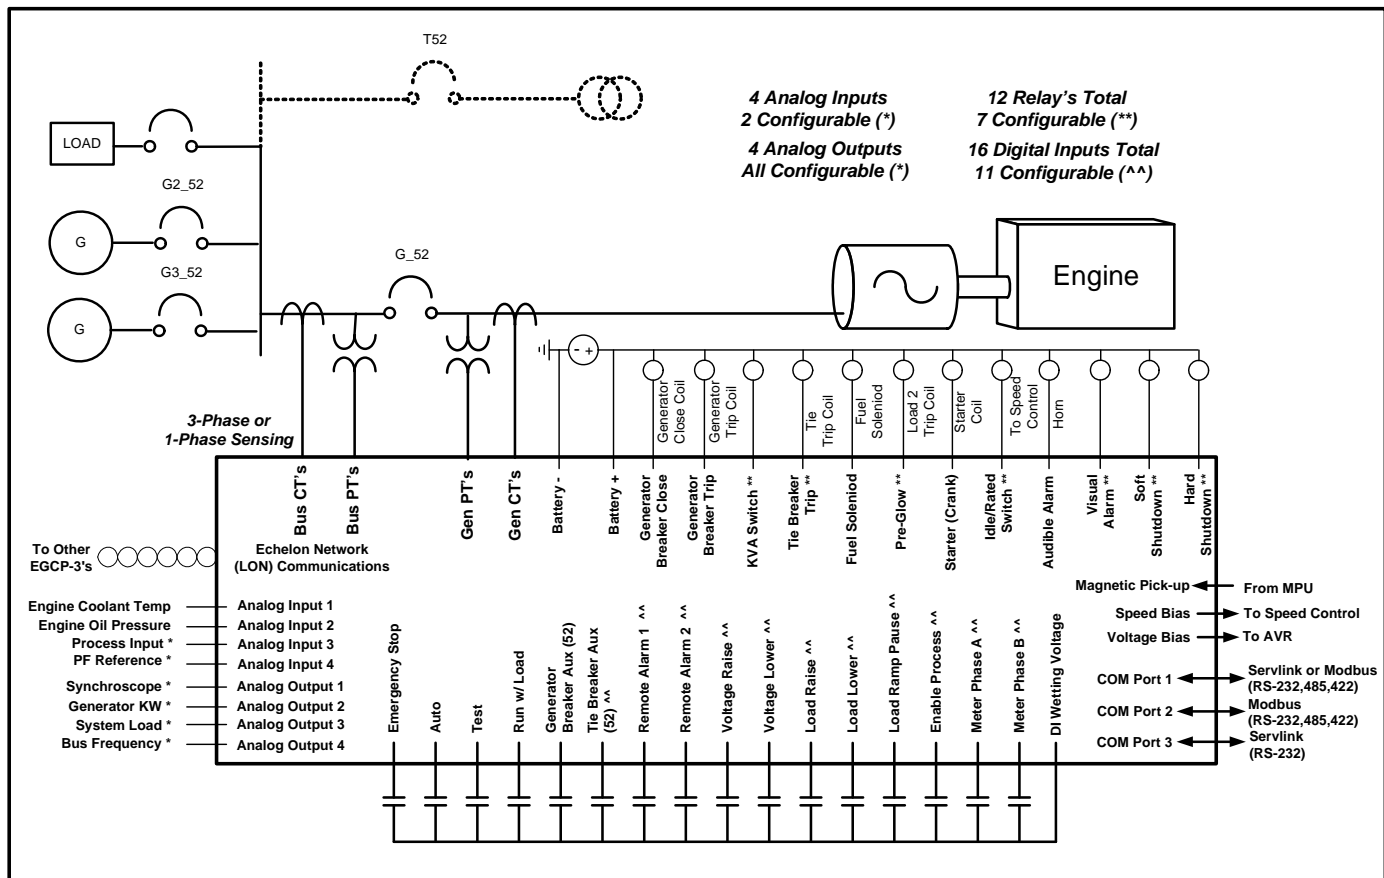 T52
4 Analog Inputs
2 Configurable (*)
12 Relay's Total
7 Configurable (**)
4 Analog Outputs
All Configurable (*)
16 Digital Inputs Total
11 Configurable (^^)
LOAD
G2_52
G
G3_52
G
G_52
Engine
- +
3-Phase or
1-Phase Sensing
Generator
Close Coil
Generator
Trip Coil
Tie
Trip Coil
Fuel
Soleniod
Load 2
Trip Coil
Starter
Coil
To Speed
Control
Horn
Bus CT's
Bus PT's
Gen PT's
Gen CT's
Battery -
Battery +
Generator
Breaker Close
Generator
Breaker Trip
KVA Switch **
Tie Breaker
Trip **
Fuel Soleniod
Pre-Glow **
Starter (Crank)
Idle/Rated
Switch **
Audible Alarm
Visual
Alarm **
Soft
Shutdown **
Hard
Shutdown **
To Other
EGCP-3's
Echelon Network
(LON) Communications
Engine Coolant Temp
Analog Input 1
Engine Oil Pressure
Analog Input 2
Process Input *
Analog Input 3
PF Reference *
Analog Input 4
Synchroscope *
Analog Output 1
Generator KW *
Analog Output 2
System Load *
Analog Output 3
Bus Frequency *
Analog Output 4
Magnetic Pick-up
From MPU
Speed Bias
To Speed Control
Voltage Bias
To AVR
COM Port 1
Servlink or Modbus
(RS-232,485,422)
COM Port 2
Modbus
(RS-232,485,422)
COM Port 3
Servlink
(RS-232)
Emergency Stop
Auto
Test
Run w/ Load
Generator
Breaker Aux (52)
Tie Breaker Aux
(52) ^^
Remote Alarm 1 ^^
Remote Alarm 2 ^^
Voltage Raise ^^
Voltage Lower ^^
Load Raise ^^
Load Lower ^^
Load Ramp Pause ^^
Enable Process ^^
Meter Phase A ^^
Meter Phase B ^^
DI Wetting Voltage